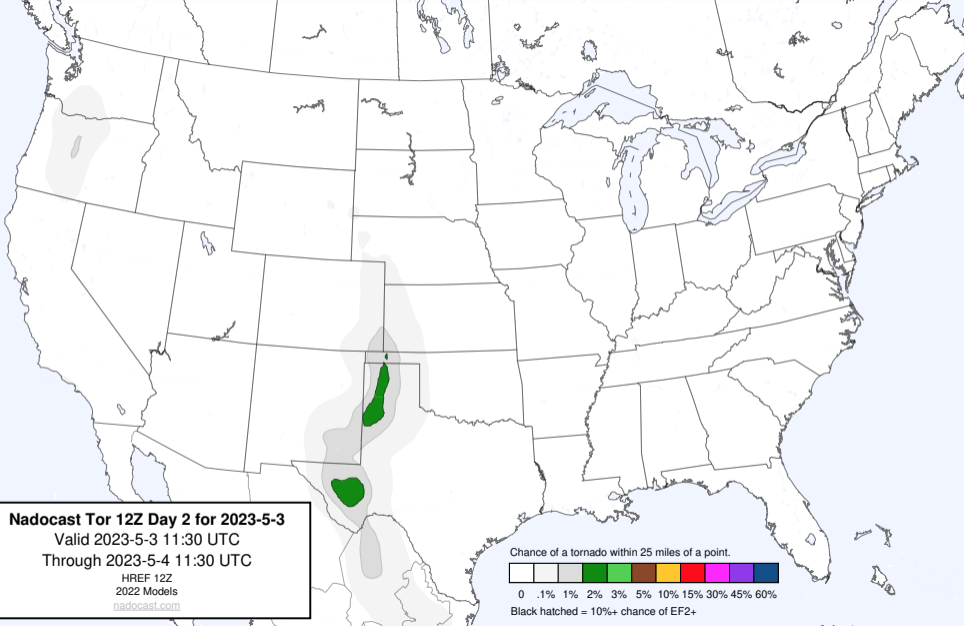 Nadocast Tor 12Z Day 2 for 2023-5-3
Valid 2023-5-3 11:30 UTC
Through 2023-5-4 11:30 UTC
HREF 12Z
2022 Models
nadocast.com
Chance of a tornado within 25 miles of a point.
0 .1% 1% 2% 3% 5% 10% 15% 30% 45% 60%
Black hatched = 10%+ chance of EF2+